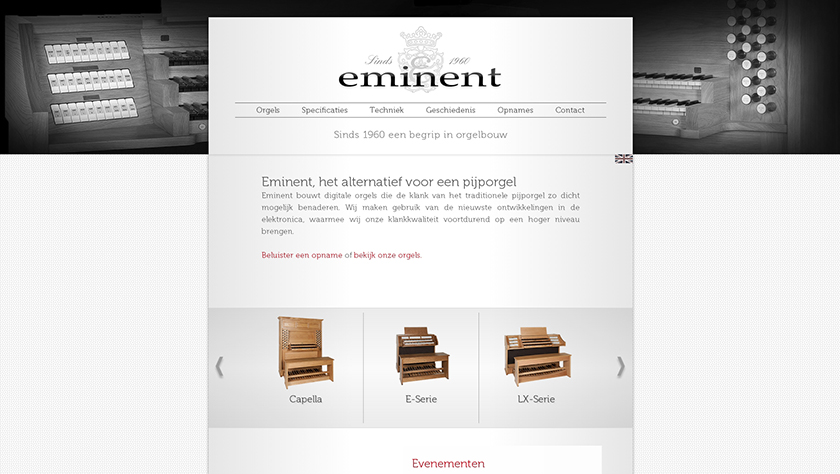 Sinds 1960
eminent
Orgels Specificaties Techniek Geschiedenis Opnames Contact
Sinds 1960 een begrip in orgelbouw
Eminent, het alternatief voor een pijporgel
Eminent bouwt digitale orgels die de klank van het traditionele pijporgel zo dicht
mogelijk benaderen. Wij maken gebruik van de nieuwste ontwikkelingen in de
elektronica, waarmee wij onze klankkwaliteit voortdurend op een hoger niveau
brengen.
Beluister een opname of bekijk onze orgels.
Capella E-Serie LX-Serie
Evenementen